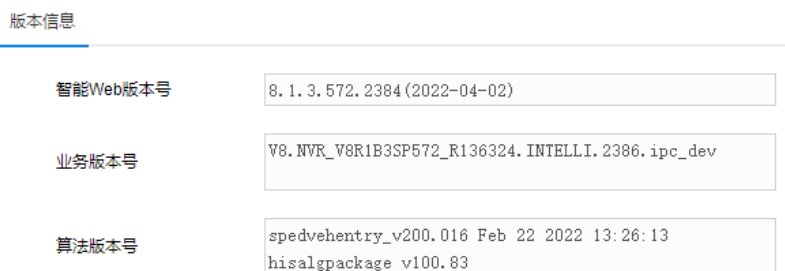 版本信息
智能Web版本号
8.1.3.572.2384(2022-04-02)
业务版本号
V8.NVR_V8R1B3SP572_R136324.INTELLI.2386.ipc_dev
算法版本号
spedvehentry_v200.016 Feb 22 2022 13:26:13
hisalgpackage v100.83